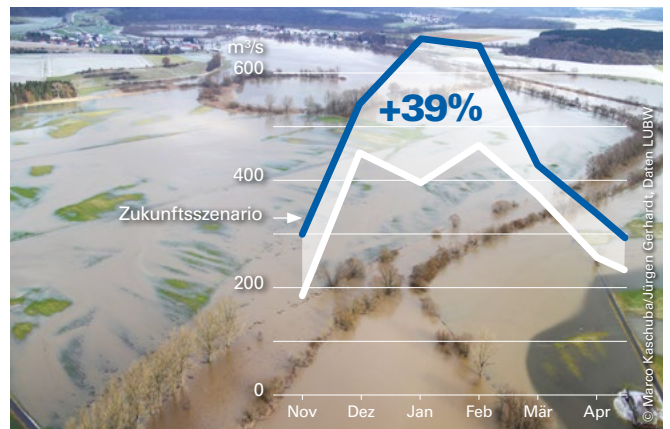 m³/s
600
+39%
400
Zukunftsszenario
200
0
Nov Dez Jan Feb Mär Apr
© Marco Kaschuba/Jürgen Gerhardt, Daten LUBW